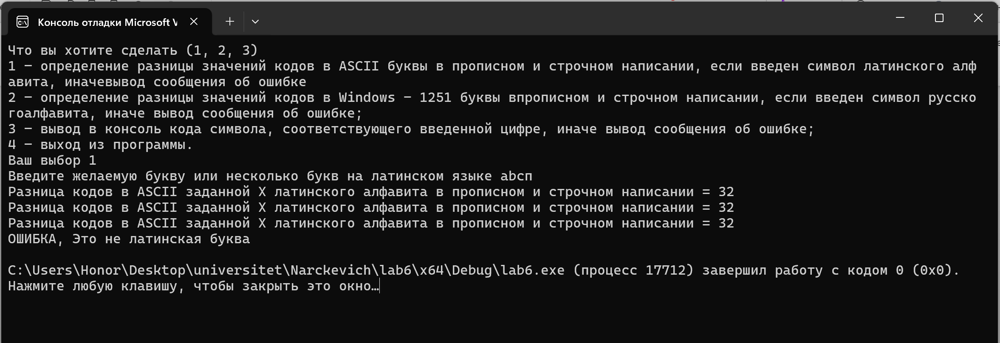 Консоль отладки Microsoft V
Что вы хотите сделать (1, 2, 3)
1 - определение разницы значений кодов в ASCII буквы в прописном и строчном написании, если введен символ латинского алф
авита, иначевывод сообщения об ошибке
2 - определение разницы значений кодов в Windows - 1251 буквы впрописном и строчном написании, если введен символ русско
гоалфавита, иначе вывод сообщения об ошибке;
3 - вывод в консоль кода символа, соответствующего введенной цифре, иначе вывод сообщения об ошибке;
4 - выход из программы.
Ваш выбор 1
Введите желаемую букву или несколько букв на латинском языке abcп
Разница кодов в ASCII заданной X латинского алфавита в прописном и строчном написании = 32
Разница кодов в ASCII заданной X латинского алфавита в прописном и строчном написании = 32
Разница кодов в ASCII заданной X латинского алфавита в прописном и строчном написании = 32
ОШИБКА, Это не латинская буква
C:\Users\Honor\Desktop\universitet\Narckevich\lab6\x64\Debug\lab6.exe (процесс 17712) завершил работу с кодом 0 (0x0).
Нажмите любую клавишу, чтобы закрыть это окно…